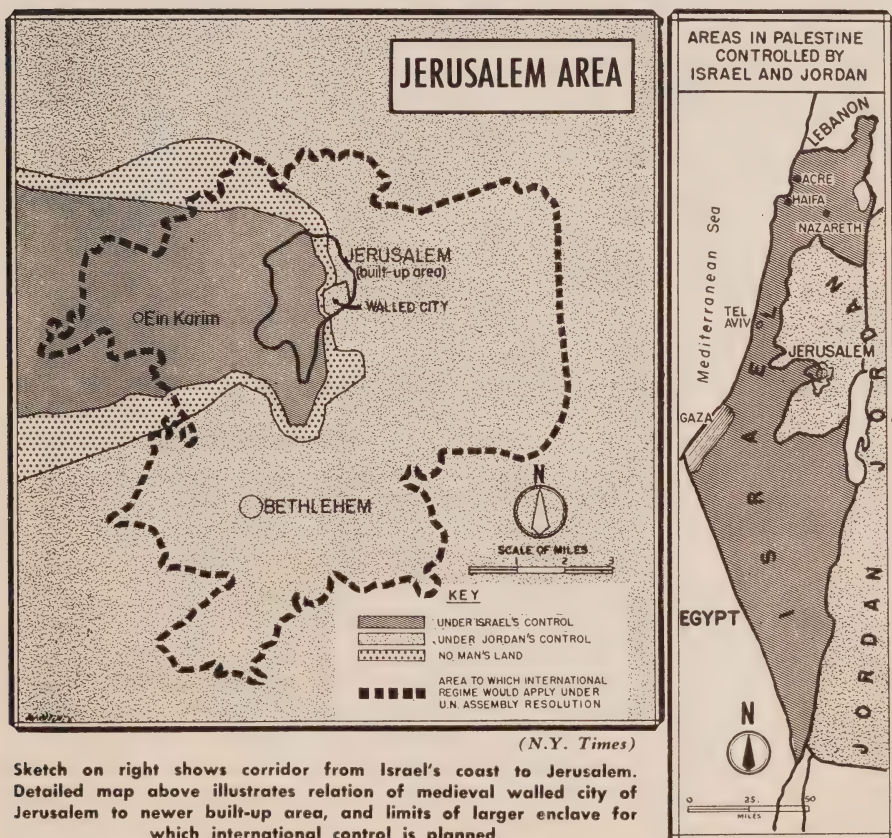 JERUSALEM AREA
JERUSALEM
(built-up area)
WALLED CITY
Ein Karim
BETHLEHEM
N
SCALE OF MILES
1 2 3
KEY
UNDER ISRAEL'S CONTROL
UNDER JORDAN'S CONTROL
NO MAN'S LAND
AREA TO WHICH INTERNATIONAL
REGIME WOULD APPLY UNDER
U.N. ASSEMBLY RESOLUTION
(N.Y. Times)
Sketch on right shows corridor from Israel's coast to Jerusalem.
Detailed map above illustrates relation of medieval walled city of
Jerusalem to newer built-up area, and limits of larger enclave for
which international control is planned
AREAS IN PALESTINE
CONTROLLED BY
ISRAEL AND JORDAN
LEBANON
ACRE
HAIFA
NAZARETH
Mediterranean Sea
TEL
AVIV
JERUSALEM
GAZA
ISRAEL
EGYPT
JORDAN
JORDAN
N
0 25. 50
MILES